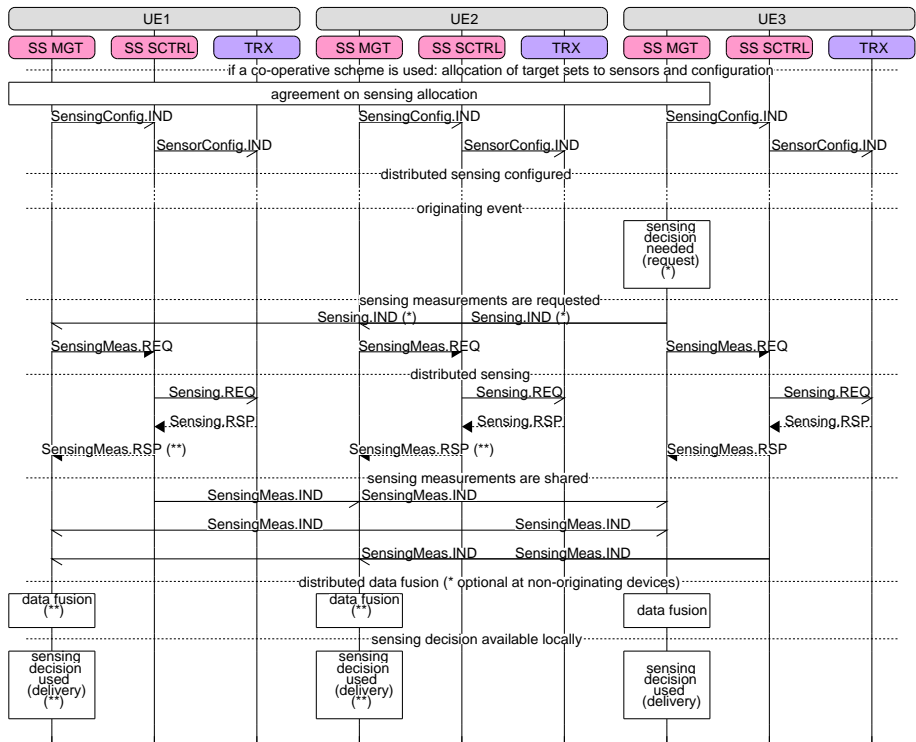 UE1 UE2 UE3
SS MGT SS SCTRL TRX SS MGT SS SCTRL TRX SS MGT SS SCTRL TRX
if a co-operative scheme is used: allocation of target sets to sensors and configuration
agreement on sensing allocation
SensingConfig.IND SensingConfig.IND SensingConfig.IND
SensorConfig.IND SensorConfig.IND SensorConfig.IND
distributed sensing configured
originating event
sensing
decision
needed
(request)
(*)
sensing measurements are requested
Sensing.IND (*) Sensing.IND (*)
SensingMeas.REQ SensingMeas.REQ SensingMeas.REQ
distributed sensing
Sensing.REQ Sensing.REQ Sensing.REQ
Sensing.RSP Sensing.RSP Sensing.RSP
SensingMeas.RSP (**) SensingMeas.RSP (**) SensingMeas.RSP
sensing measurements are shared
SensingMeas.IND SensingMeas.IND
SensingMeas.IND SensingMeas.IND
SensingMeas.IND SensingMeas.IND
distributed data fusion (* optional at non-originating devices)
data fusion
(**)
data fusion
(**)
data fusion
sensing decision available locally
sensing
decision
used
(delivery)
(**)
sensing
decision
used
(delivery)
(**)
sensing
decision
used
(delivery)